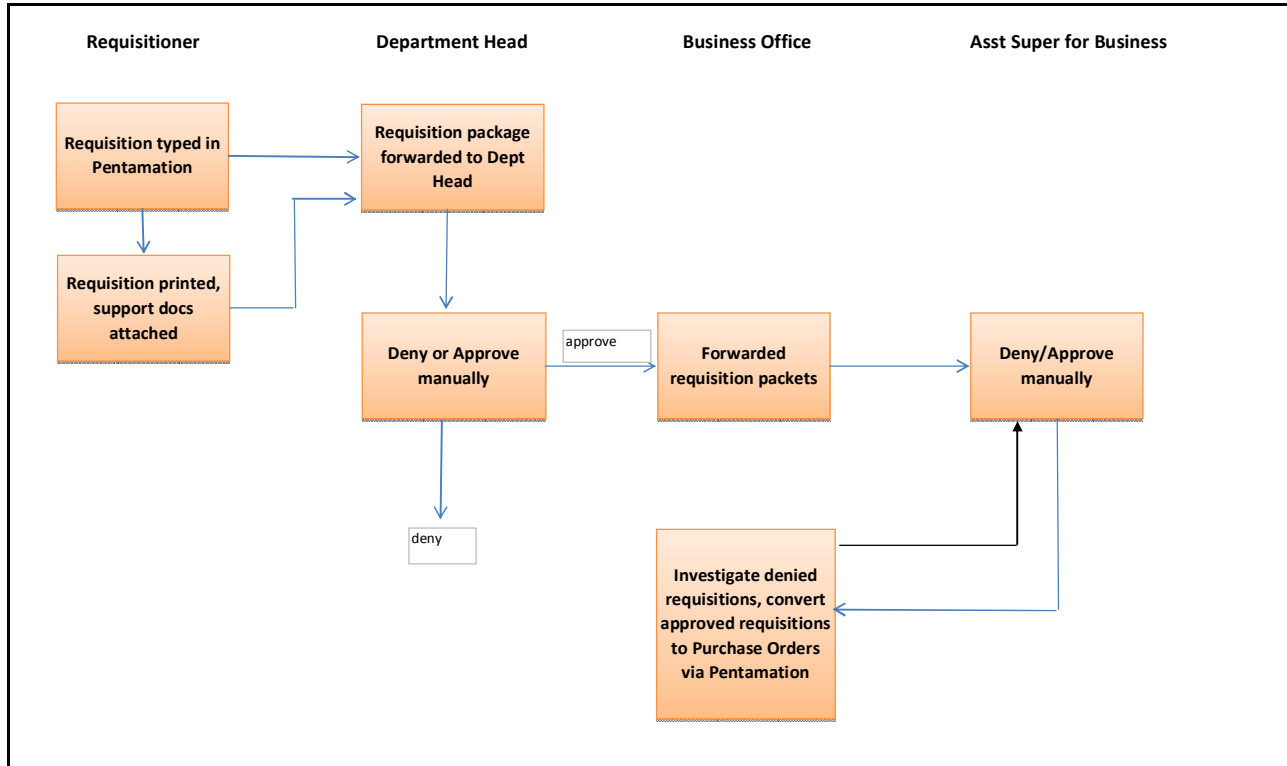 Requisitioner
Department Head
Business Office
Asst Super for Business
Requisition typed in
Pentamation
Requisition package
forwarded to Dept
Head
Requisition printed,
support docs
attached
Deny or Approve
manually
approve
Forwarded
requisition packets
Deny/Approve
manually
deny
Investigate denied
requisitions, convert
approved requisitions
to Purchase Orders
via Pentamation